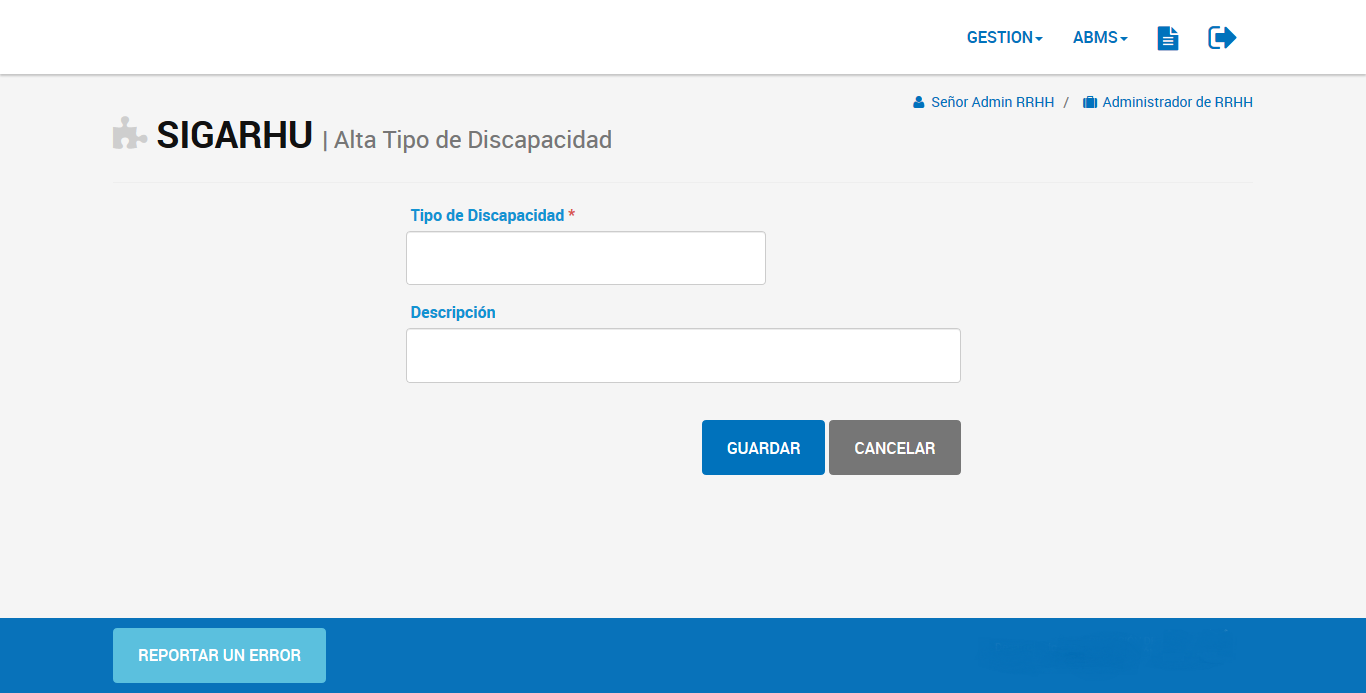 GESTION ABMS
Señor Admin RRHH / Administrador de RRHH
SIGARHU | Alta Tipo de Discapacidad
Tipo de Discapacidad *
Descripción
GUARDAR CANCELAR
REPORTAR UN ERROR